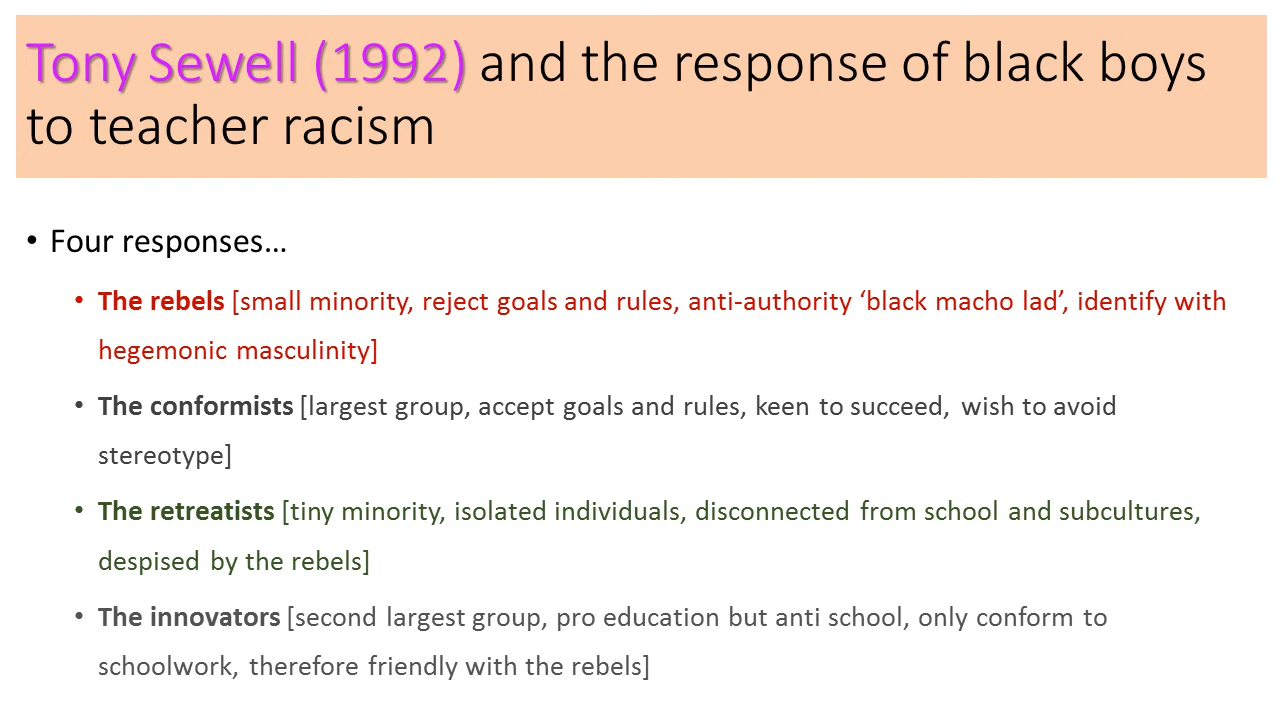 Tony Sewell (1992) and the response of black boys
to teacher racism
• Four responses…
• The rebels [small minority, reject goals and rules, anti-authority ‘black macho lad’, identify with
hegemonic masculinity]
• The conformists [largest group, accept goals and rules, keen to succeed, wish to avoid
stereotype]
• The retreatists [tiny minority, isolated individuals, disconnected from school and subcultures,
despised by the rebels]
• The innovators [second largest group, pro education but anti school, only conform to
schoolwork, therefore friendly with the rebels]